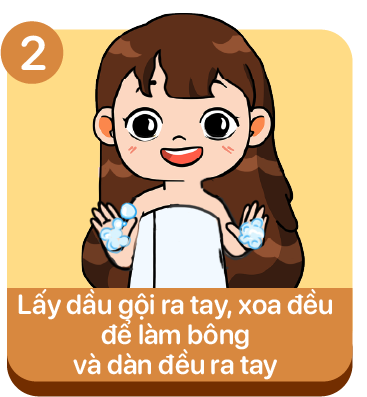 2
Lấy dầu gội ra tay, xoa đều
để làm bông
và dàn đều ra tay